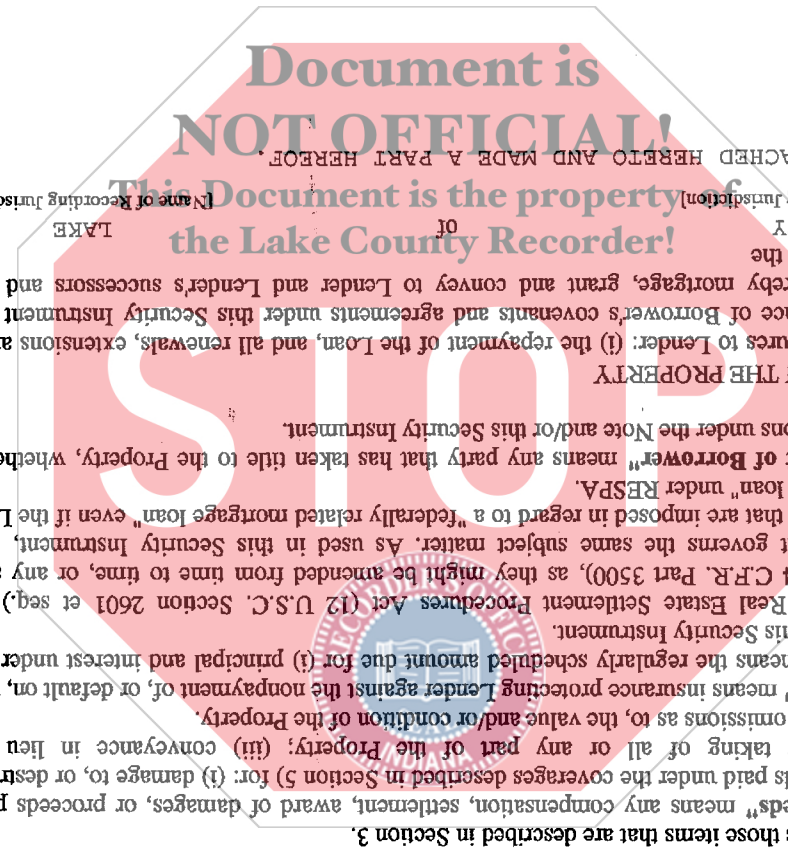 Document is
NOT OFFICIAL!
This Document is the property of
the Lake County Recorder!
STOP
INDIANA
s those items that are described in Section 3.
eds" means any compensation, settlement, award of damages, or proceeds p
ds paid under the coverages described in Section 5) for: (i) damage to, or destr
taking of all or any part of the Property; (iii) conveyance in lieu
omissions as to, the value and/or condition of the Property.
" means insurance protecting Lender against the nonpayment of, or default on,
means the regularly scheduled amount due for (i) principal and interest under
his Security Instrument.
Real Estate Settlement Procedures Act (12 U.S.C. Section 2601 et seq.)
4 C.F.R. Part 3500), as they might be amended from time to time, or any a
t governs the same subject matter. As used in this Security Instrument,
that are imposed in regard to a "federally related mortgage loan" even if the L
loan" under RESPA.
t of Borrower" means any party that has taken title to the Property, whethe
ons under the Note and/or this Security Instrument.
THE PROPERTY
ures to Lender: (i) the repayment of the Loan, and all renewals, extensions an
nce of Borrower's covenants and agreements under this Security Instrument
reby mortgage, grant and convey to Lender and Lender's successors and
the
Y of LAKE
Jurisdiction] [Name of Recording Juris
ACHED HERETO AND MADE A PART HEREOF.